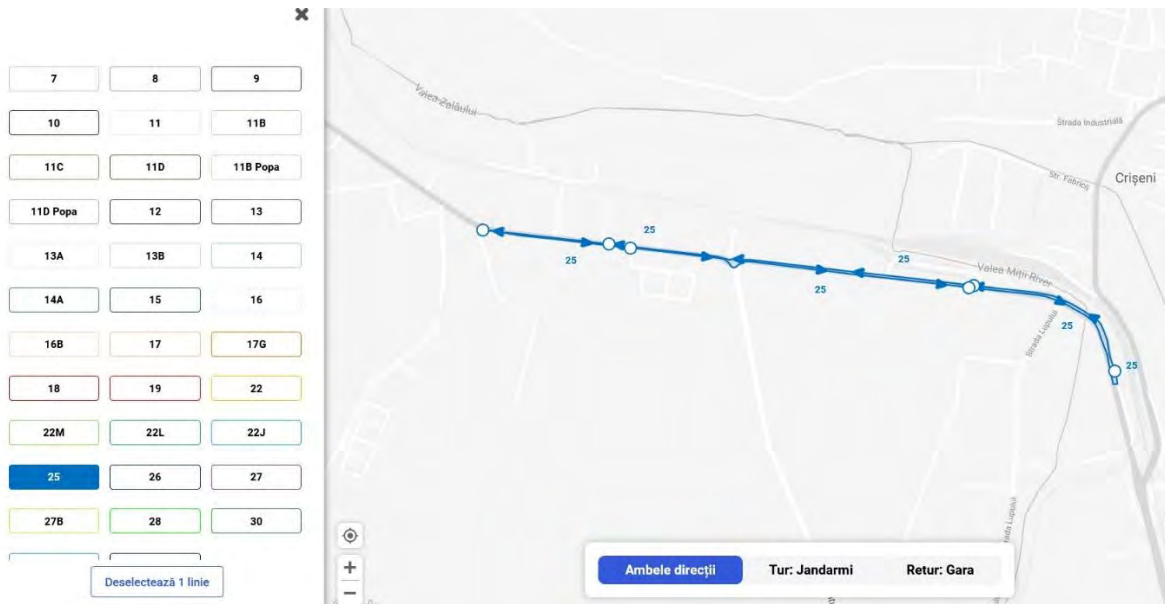 7 8 9
10 11 11B
11C 11D 11B Popa
11D Popa 12 13
13A 13B 14
14A 15 16
16B 17 17G
18 19 22
22M 22L 22J
25 26 27
27B 28 30
Deselectează 1 linie
Valea Zalăului
Strada Industrială
Str. Fabricii
Crișeni
25
25
25
Valea Miții River
25
Strada Lupului
25
25
Strada Lupului
Ambele direcții Tur: Jandarmi Retur: Gara